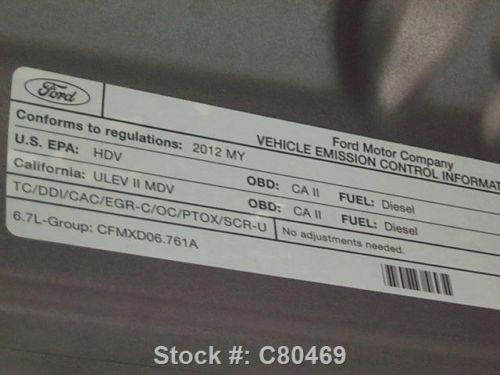 Ford
Ford Motor Company
VEHICLE EMISSION CONTROL
Conforms to regulations: 2012 MY
U.S. EPA: HDV OBD: CA II FUEL: Diesel
California: ULEV II MDV OBD: CA II FUEL: Diesel
TC/DDI/CAC/EGR-C/OC/PTOX/SCR-U No adjustments needed.
6.7L-Group: CFMXD06.761A
Stock #: C80469